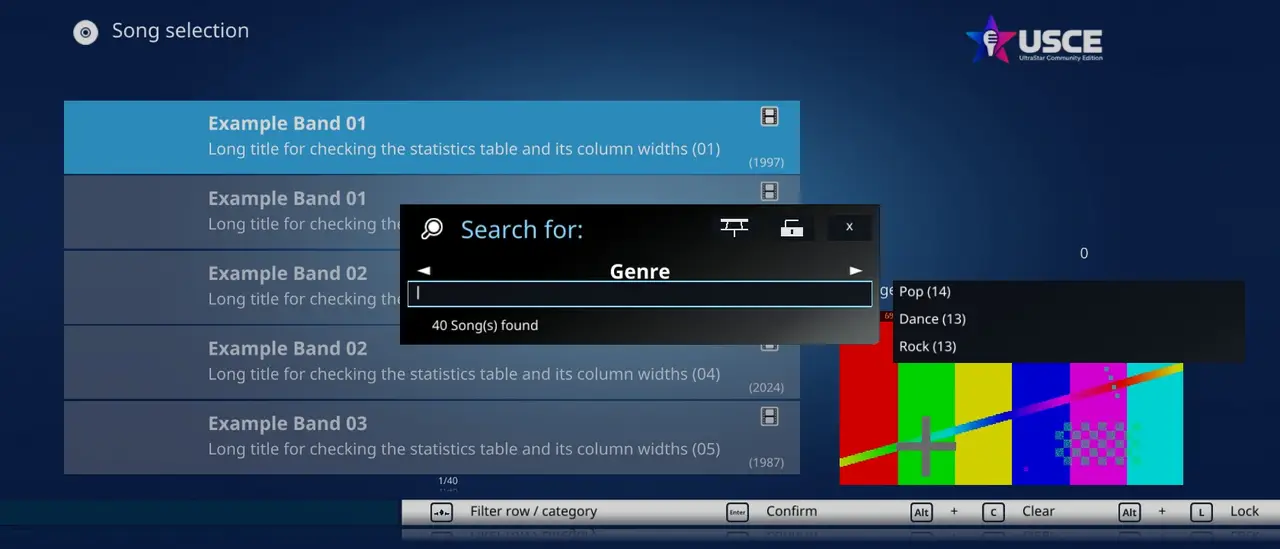 Song selection
USCE
UltraStar Community Edition
Example Band 01
Long title for checking the statistics table and its column widths (01)
(1997)
Example Band 01
Long title for checking the
Example Band 02
Long title for checking the
Example Band 02
Long title for checking the statistics table and its column widths (04)
(2024)
Example Band 03
Long title for checking the statistics table and its column widths (05)
(1987)
1/40
Search for:
x
Genre
40 Song(s) found
0
ge
Pop (14)
Dance (13)
Rock (13)
Filter row / category
Enter
Confirm
Alt + C Clear
Alt + L Lock